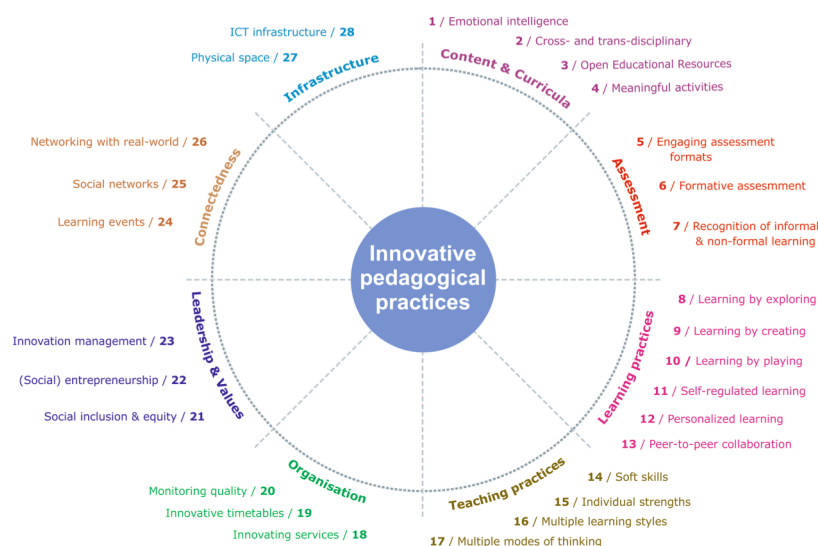 1 / Emotional intelligence
2 / Cross- and trans-disciplinary
3 / Open Educational Resources
4 / Meaningful activities
Content & Curricula
5 / Engaging assessment
formats
6 / Formative assesmment
7 / Recognition of informal
& non-formal learning
Assessment
8 / Learning by exploring
9 / Learning by creating
10 / Learning by playing
11 / Self-regulated learning
12 / Personalized learning
13 / Peer-to-peer collaboration
Learning practices
14 / Soft skills
15 / Individual strengths
16 / Multiple learning styles
17 / Multiple modes of thinking
Teaching practices
Innovating services / 18
Innovative timetables / 19
Monitoring quality / 20
Organisation
Social inclusion & equity / 21
(Social) entrepreneurship / 22
Innovation management / 23
Leadership & Values
Learning events / 24
Social networks / 25
Networking with real-world / 26
Connectedness
Physical space / 27
ICT infrastructure / 28
Infrastructure
Innovative
pedagogical
practices